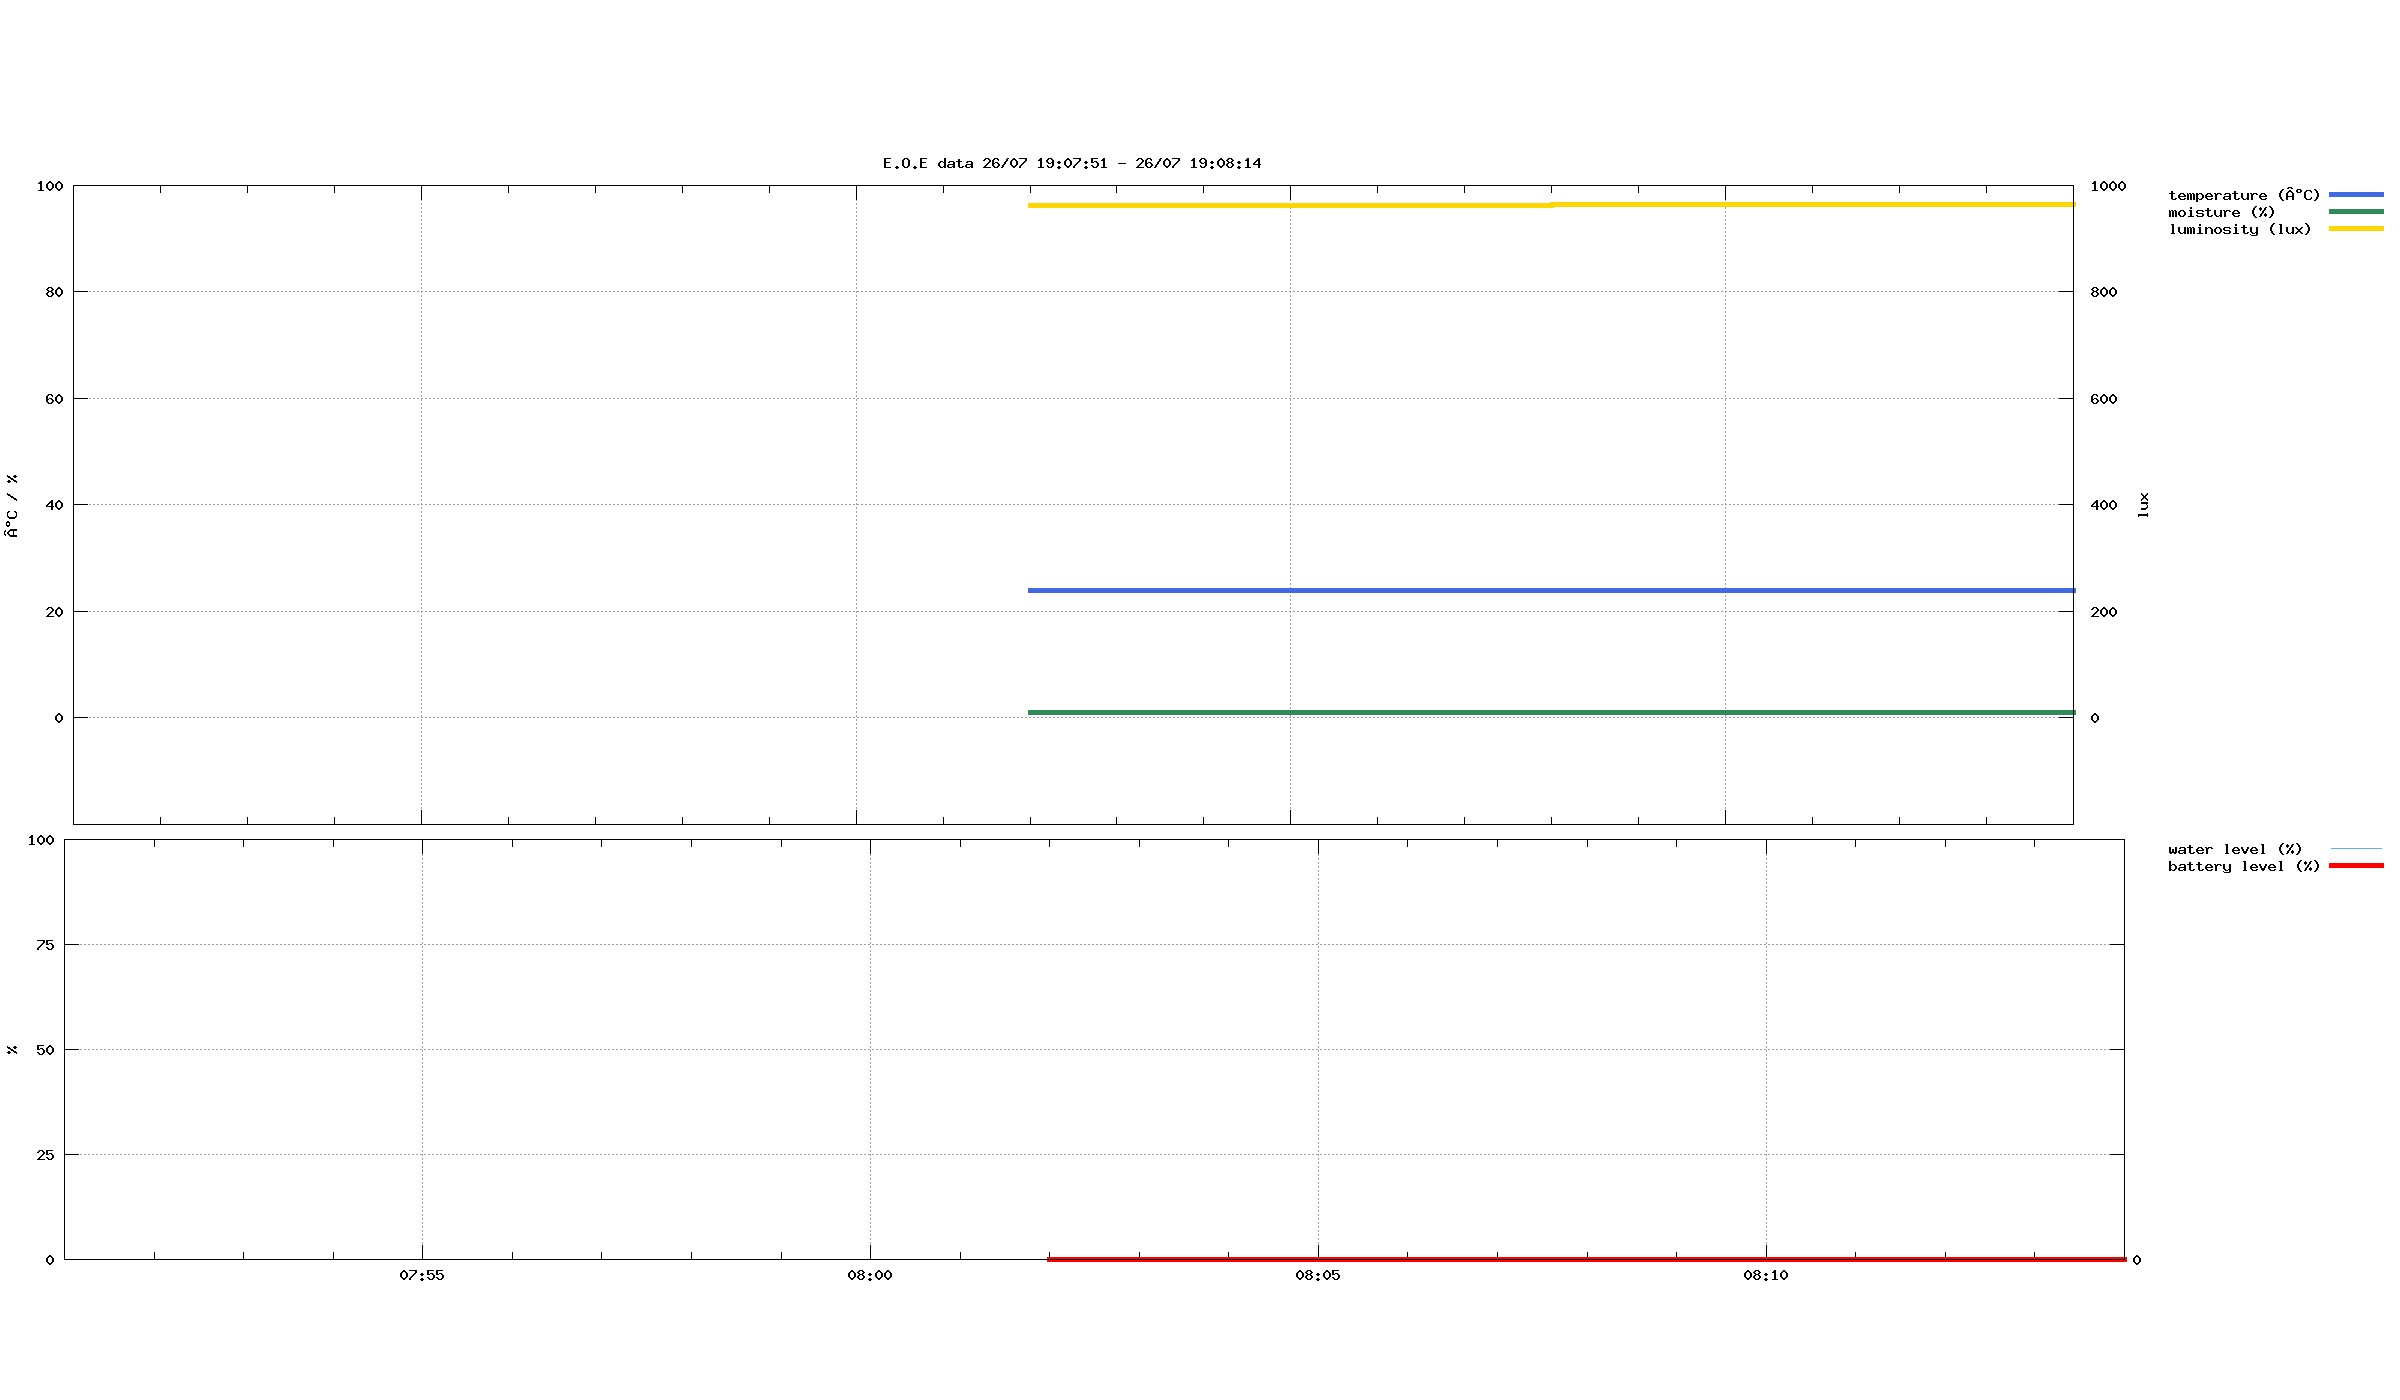 E.O.E data 26/07 19:07:51 - 26/07 19:08:14
100
80
60
40
20
0
Â°C / %
1000
800
600
400
200
0
lux
temperature (Â°C)
moisture (%)
luminosity (lux)
100
75
50
25
0
%
0
07:55 08:00 08:05 08:10
water level (%)
battery level (%)